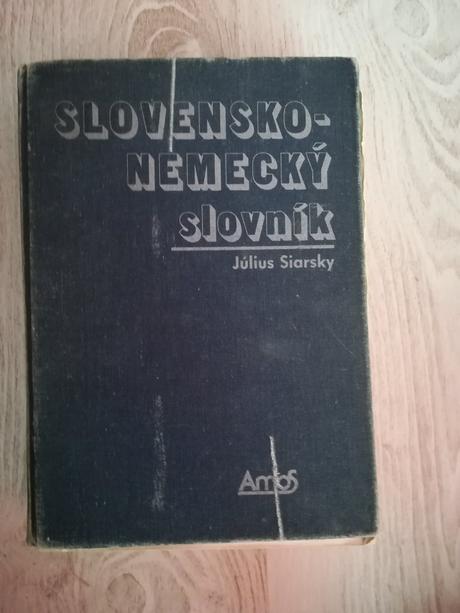 SLOVENSKO-
NEMECKÝ
slovník
Július Siarsky
AmoS